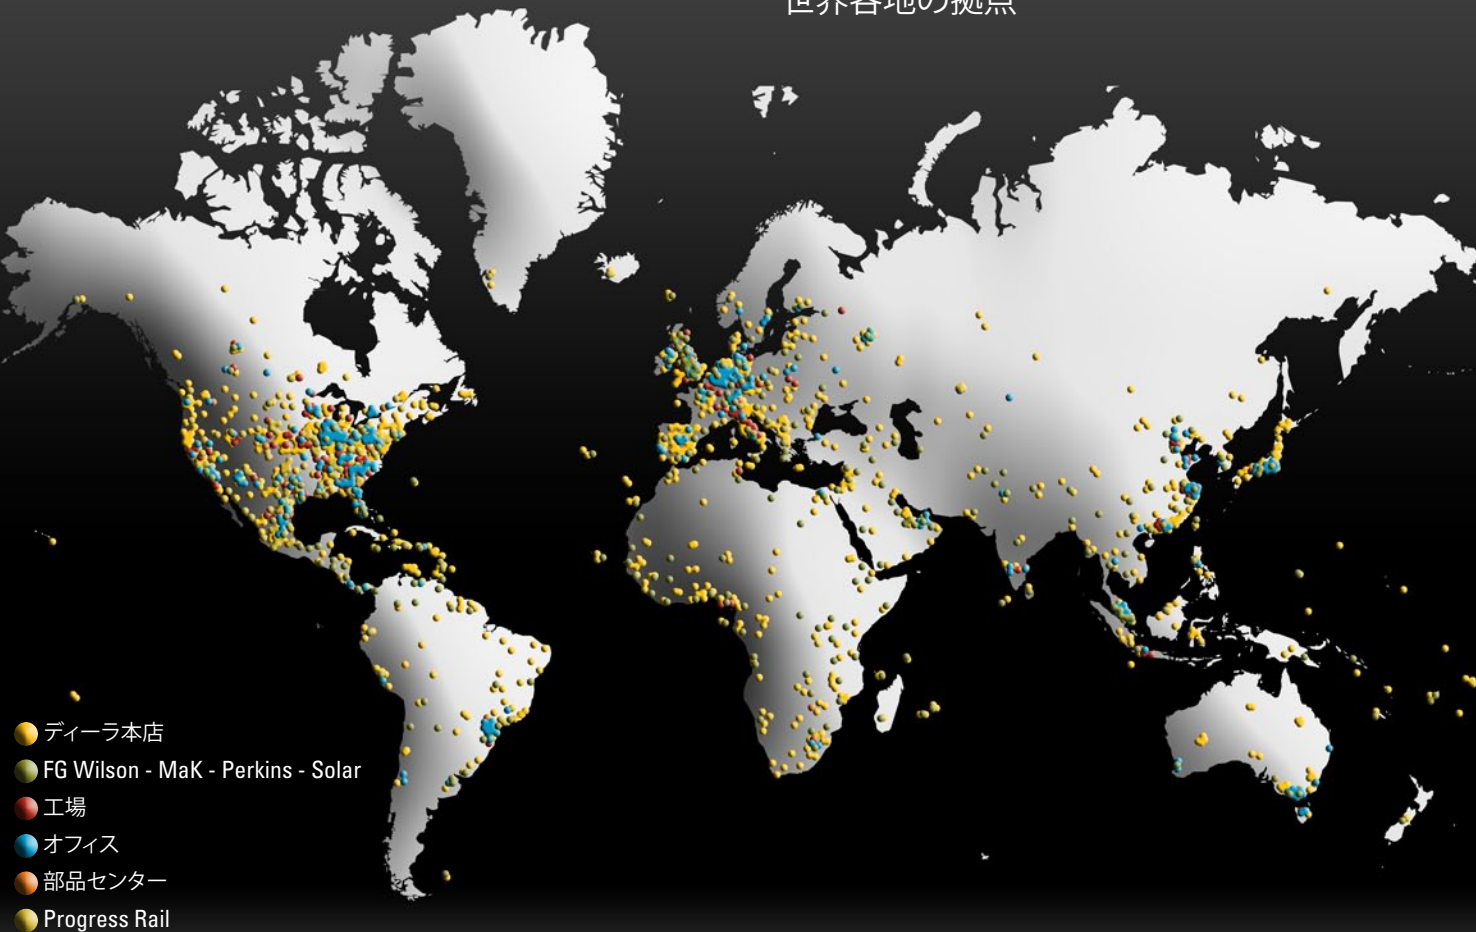 世界各地の拠点
ディーラ本店
FG Wilson - MaK - Perkins - Solar
工場
オフィス
部品センター
Progress Rail